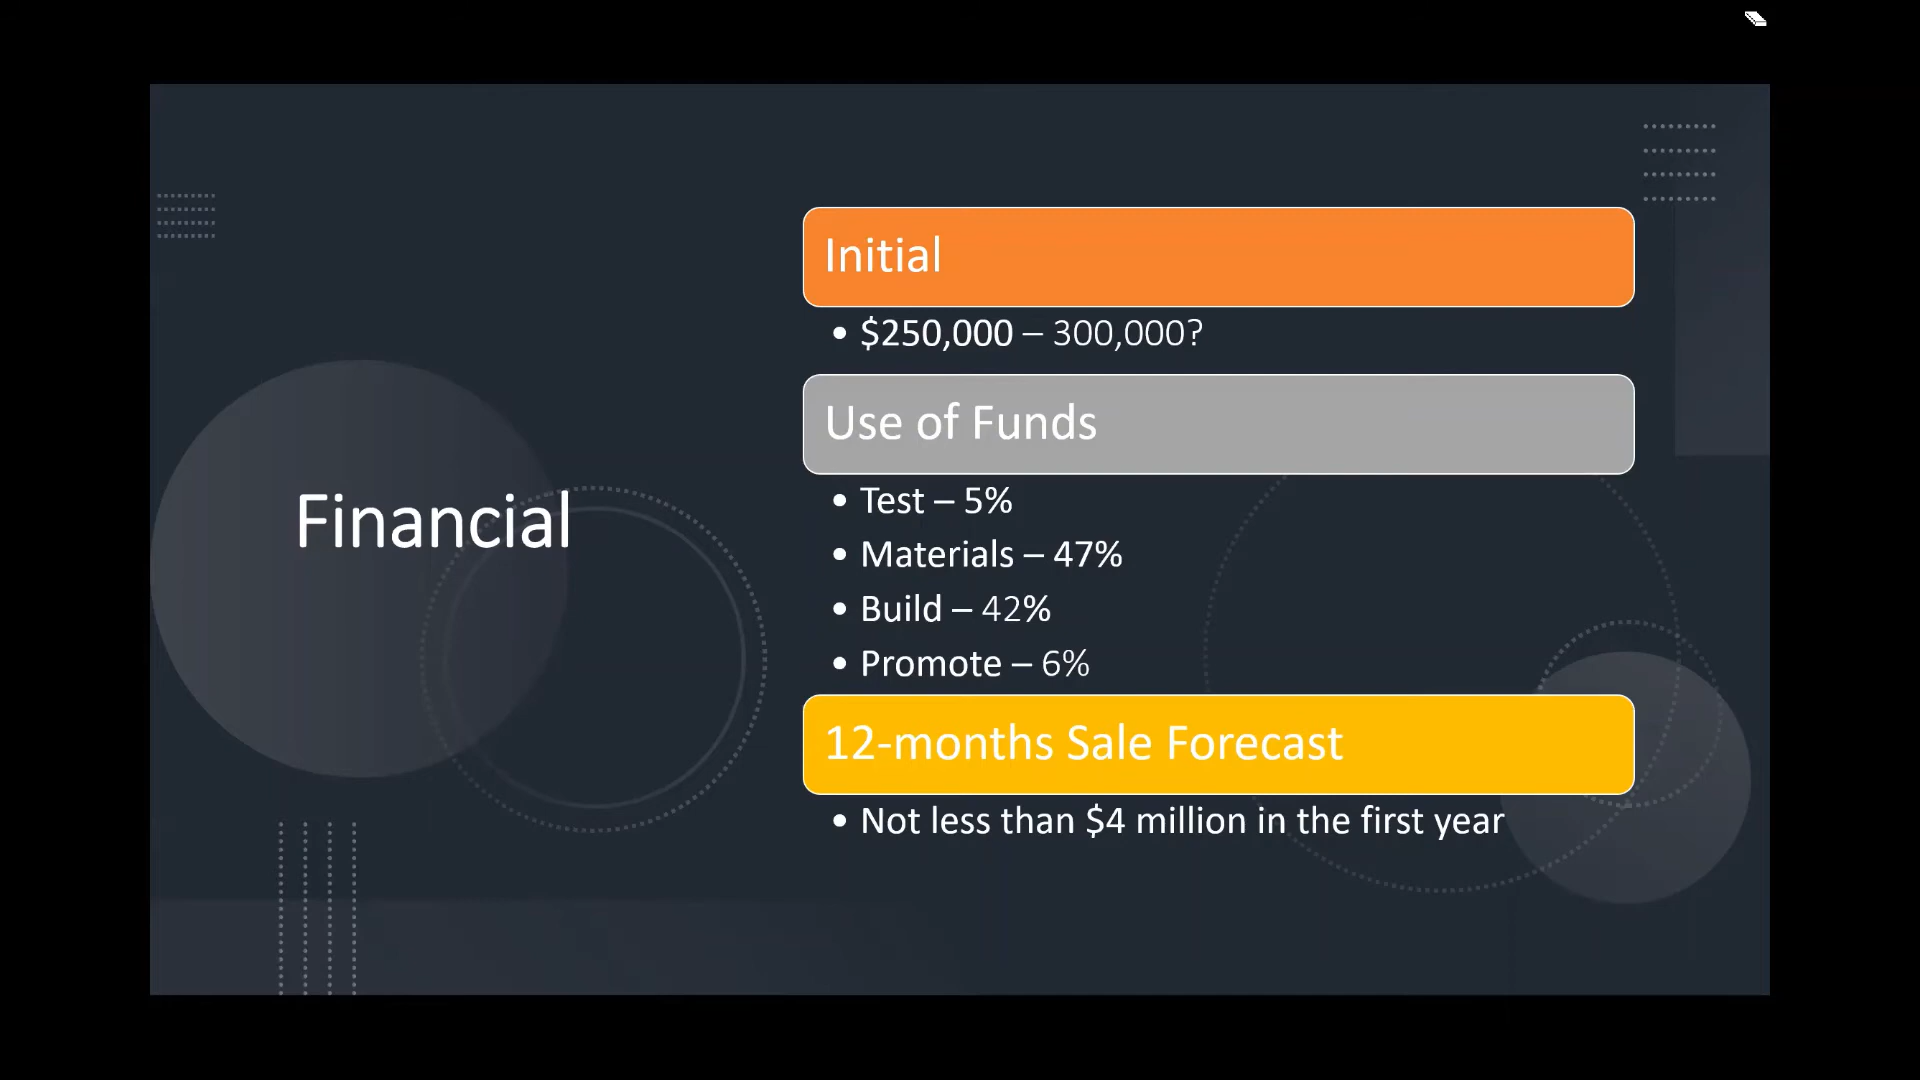 Financial
Initial
• $250,000 – 300,000?
Use of Funds
• Test – 5%
• Materials – 47%
• Build – 42%
• Promote – 6%
12-months Sale Forecast
• Not less than $4 million in the first year